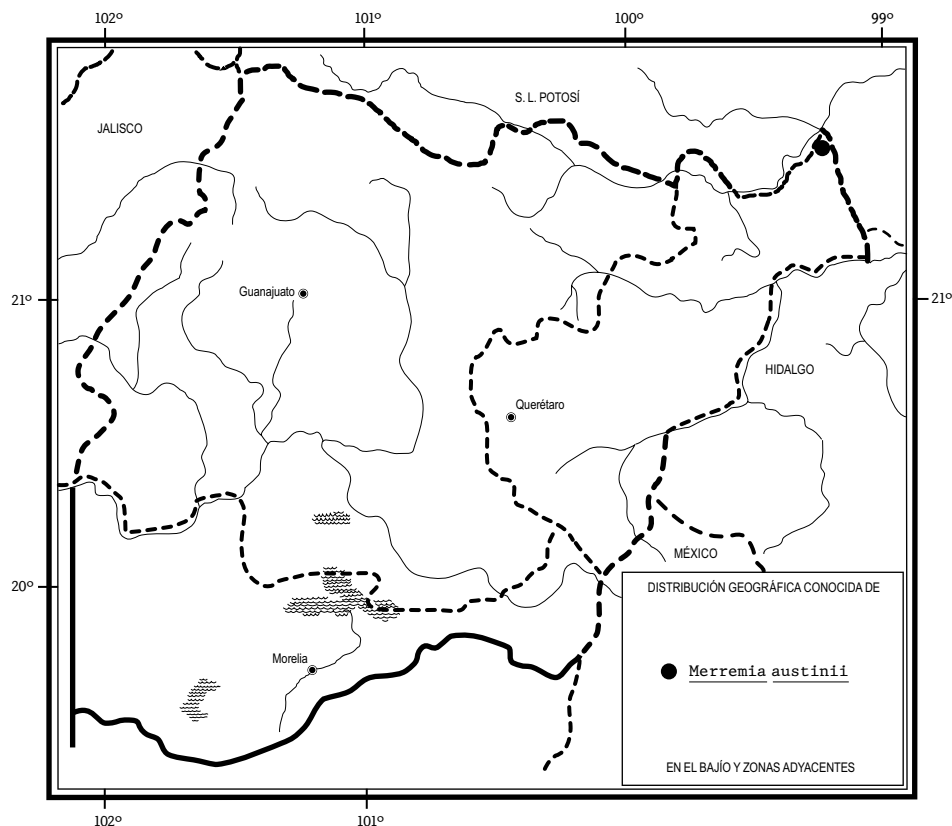 102º 101º 100º 99º
S. L. POTOSÍ
JALISCO
Guanajuato
21º 21º
HIDALGO
Querétaro
MÉXICO
20º
DISTRIBUCIÓN GEOGRÁFICA CONOCIDA DE
Morelia
Merremia austinii
EN EL BAJÍO Y ZONAS ADYACENTES
102º 101º